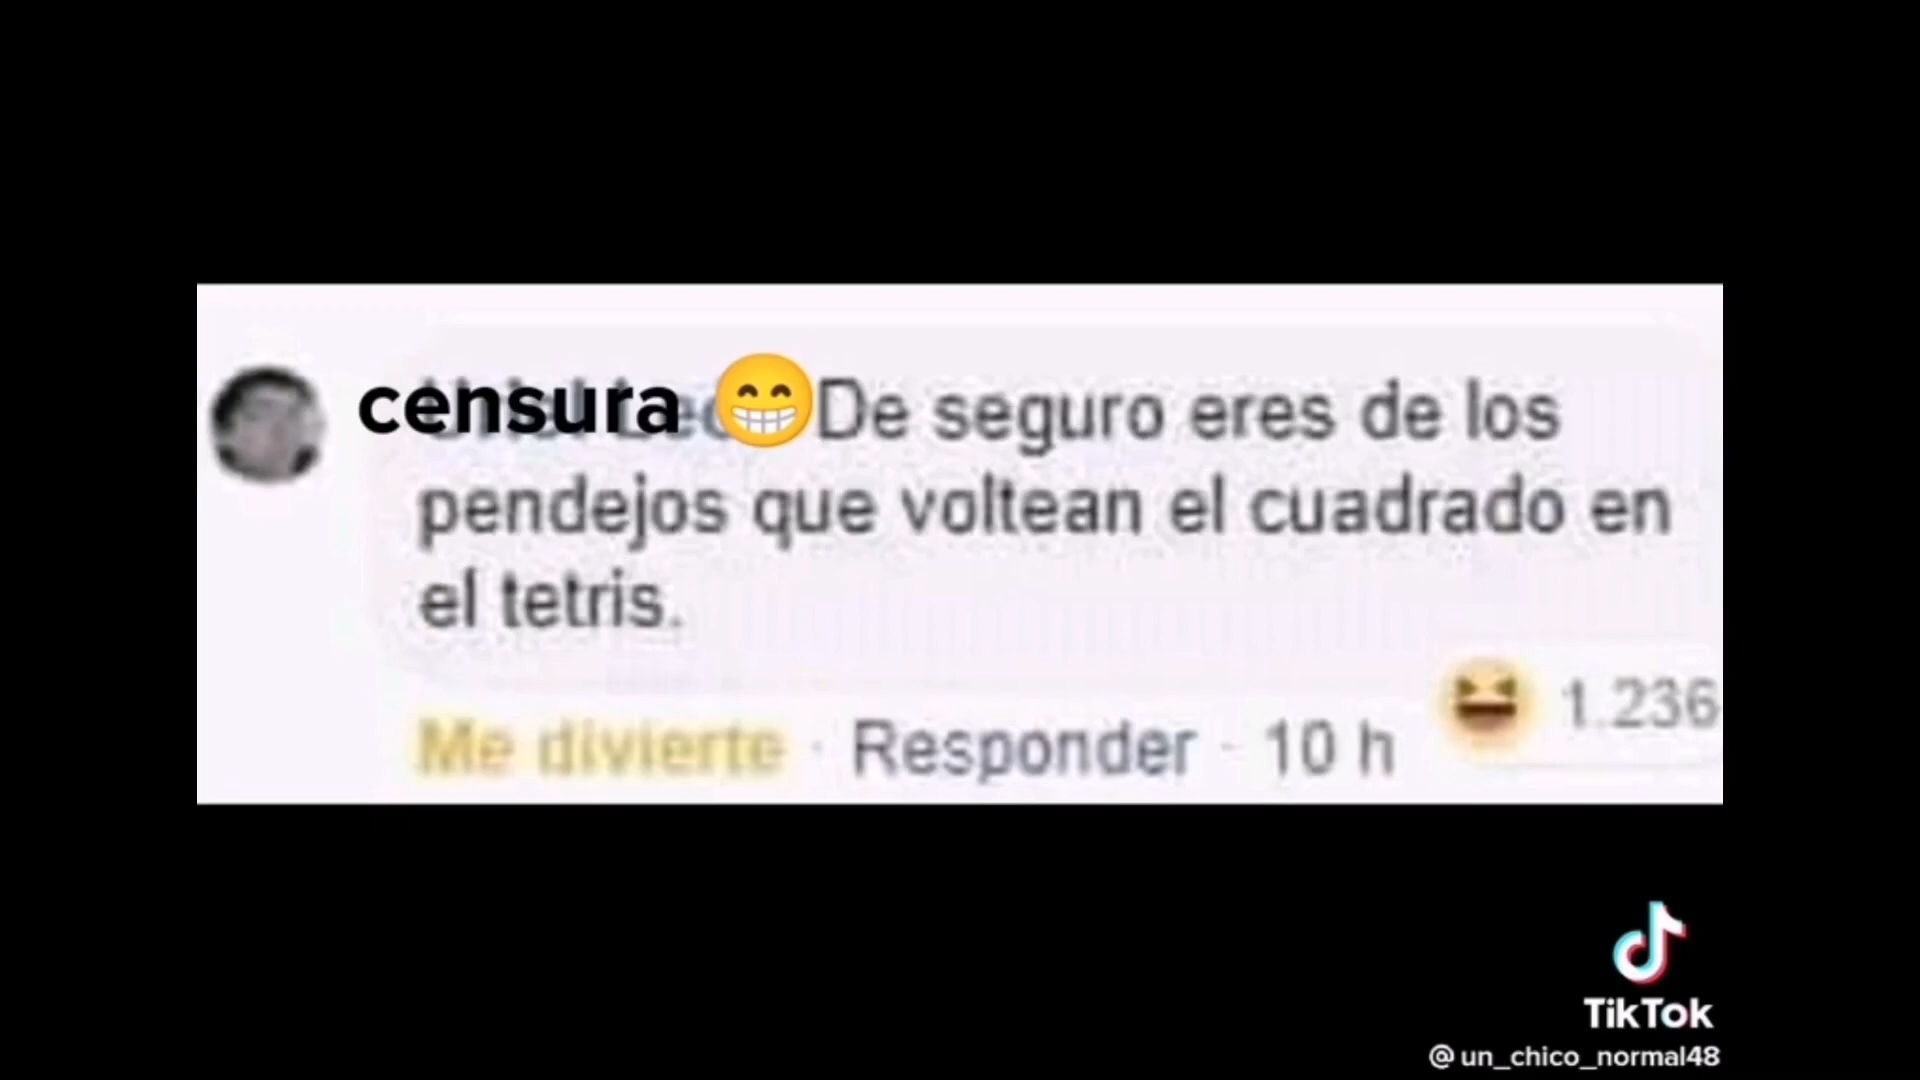 censura 😁 De seguro eres de los
pendejos que voltean el cuadrado en
el tetris.
Me divierte · Responder · 10 h 1.236
TikTok
@un_chico_normal48